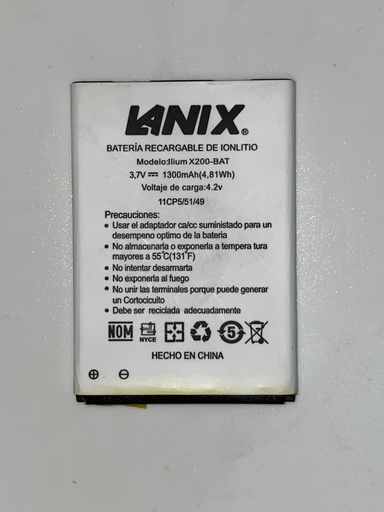 LANIX®
BATERÍA RECARGABLE DE IONLITIO
Modelo:Ilium X200-BAT
3,7V⎓ 1300mAh(4,81Wh)
Voltaje de carga:4.2v
11CP5/51/49
Precauciones:
• Usar el adaptador ca/cc suministado para un
desempeño optimo de la bateria
• No almacenarla o exponerla a tempera tura
mayores a 55℃(131℉)
• No intentar desarmarta
• No exponerla al fuego
• No unir las terminales porque puede generar
un Cortocicuito
• Debe ser reciclada adecuadamente
NOM NYCE 5
HECHO EN CHINA
⊕ ⊖